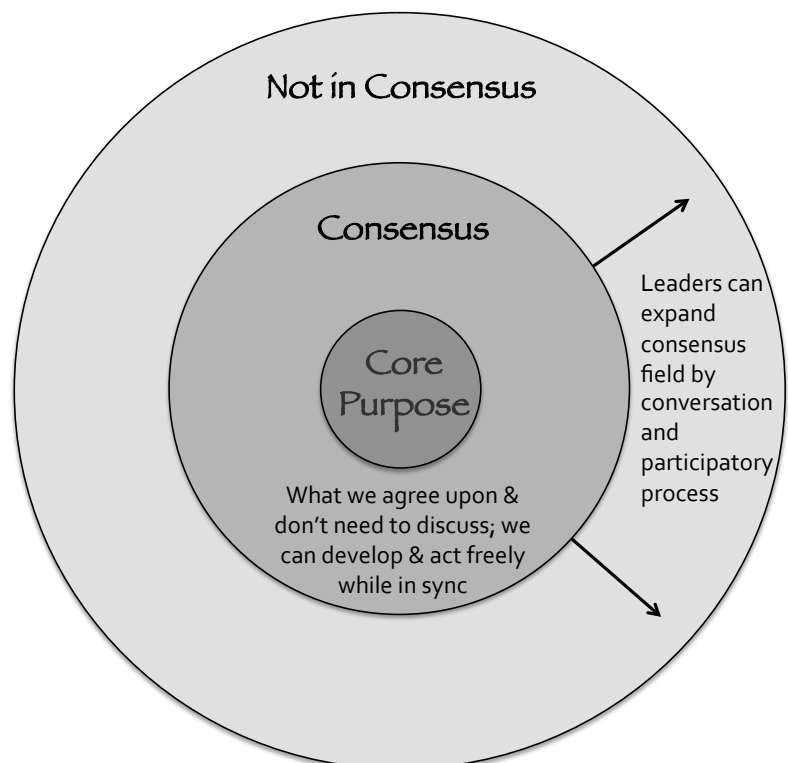 Not in Consensus
Consensus
Core
Purpose
What we agree upon &
don’t need to discuss; we
can develop & act freely
while in sync
Leaders can
expand
consensus
field by
conversation
and
participatory
process